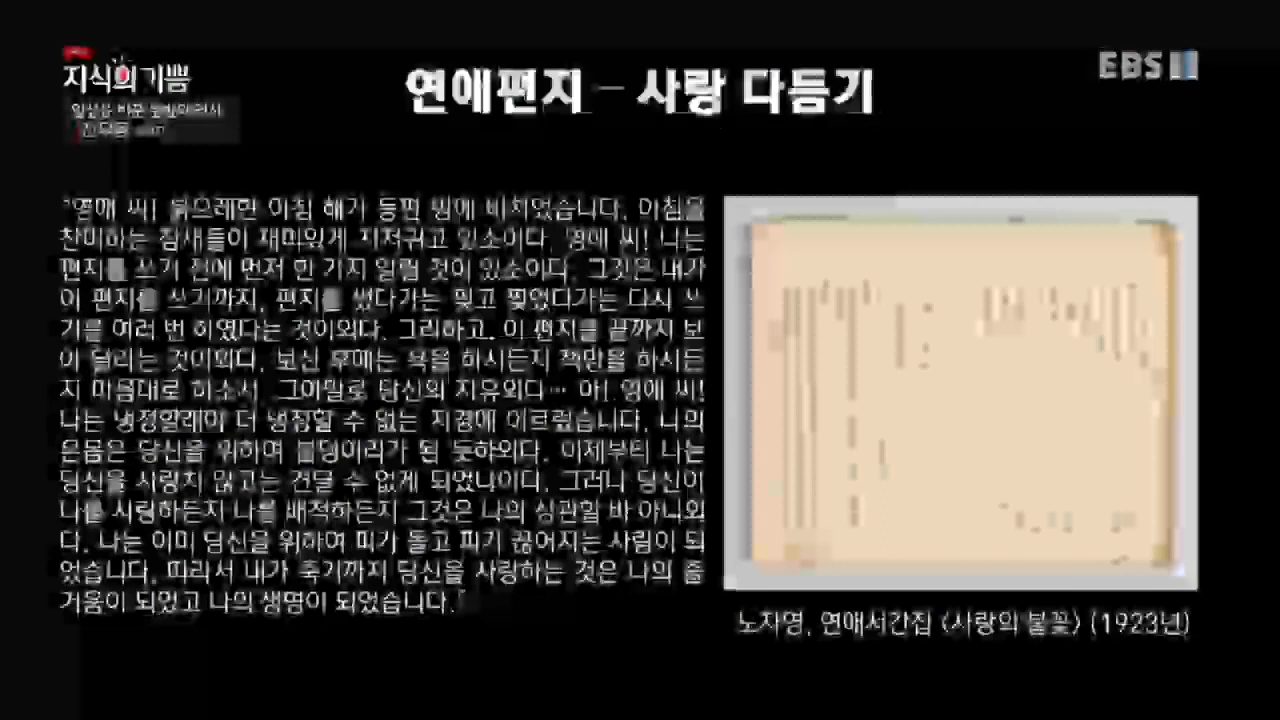 지식의 기쁨
EBS
연애편지 - 사랑 다듬기
"영애 씨! 붉으레한 아침 해가 동편 방에 비치었습니다. 아침을
찬미하는 참새들이 재미있게 지저귀고 있소이다. 영애 씨! 나는
편지를 쓰기 전에 먼저 한 가지 일럴 것이 있소이다. 그것은 내가
이 편지를 쓰기까지, 편지를 썼다가는 찢고 찢었다가는 다시 쓰
기를 여러 번 하였다는 것이외다. 그리하고, 이 편지를 끝까지 보
아 달라는 것이외다. 보신 후에는 욕을 하시든지 책망을 하시든
지 마음대로 하소서. 그야말로 당신의 자유외다… 아! 영애 씨!
나는 냉정할래야 더 냉정할 수 없는 지경에 이르렀습니다. 나의
온몸은 당신을 위하여 불덩이리가 된 듯하외다. 이제부터 나는
당신을 사랑치 않고는 견딜 수 없게 되었나이다. 그러나 당신이
나를 사랑하든지 나를 배척하든지 그것은 나의 상관할 바 아니외
다. 나는 이미 당신을 위하여 피가 돌고 피가 끊어지는 사람이 되
었습니다. 따라서 내가 죽기까지 당신을 사랑하는 것은 나의 즐
거움이 되었고 나의 생명이 되었습니다."
노자영, 연애서간집 <사랑의 불꽃> (1923년)